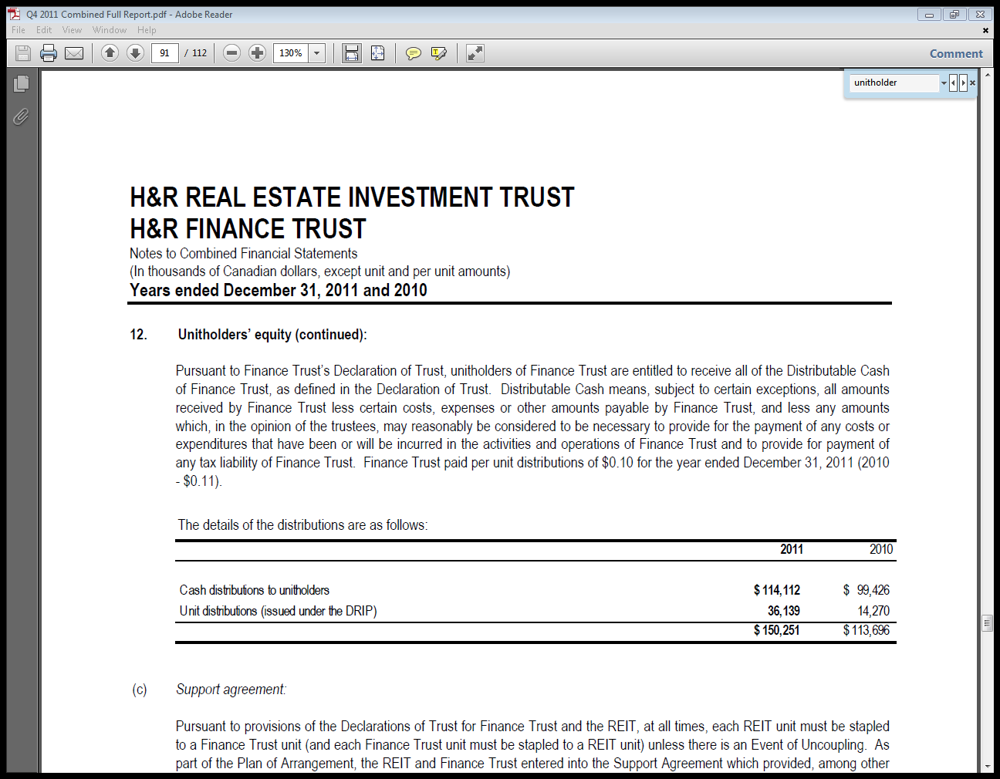 Q4 2011 Combined Full Report.pdf - Adobe Reader
File Edit View Window Help
91 / 112 130% Comment
unitholder
H&R REAL ESTATE INVESTMENT TRUST
H&R FINANCE TRUST
Notes to Combined Financial Statements
(In thousands of Canadian dollars, except unit and per unit amounts)
Years ended December 31, 2011 and 2010
12. Unitholders' equity (continued):
Pursuant to Finance Trust's Declaration of Trust, unitholders of Finance Trust are entitled to receive all of the Distributable Cash
of Finance Trust, as defined in the Declaration of Trust. Distributable Cash means, subject to certain exceptions, all amounts
received by Finance Trust less certain costs, expenses or other amounts payable by Finance Trust, and less any amounts
which, in the opinion of the trustees, may reasonably be considered to be necessary to provide for the payment of any costs or
expenditures that have been or will be incurred in the activities and operations of Finance Trust and to provide for payment of
any tax liability of Finance Trust. Finance Trust paid per unit distributions of $0.10 for the year ended December 31, 2011 (2010
- $0.11).
The details of the distributions are as follows:
2011 2010
Cash distributions to unitholders $ 114,112 $ 99,426
Unit distributions (issued under the DRIP) 36,139 14,270
$ 150,251 $ 113,696
(c) Support agreement:
Pursuant to provisions of the Declarations of Trust for Finance Trust and the REIT, at all times, each REIT unit must be stapled
to a Finance Trust unit (and each Finance Trust unit must be stapled to a REIT unit) unless there is an Event of Uncoupling. As
part of the Plan of Arrangement, the REIT and Finance Trust entered into the Support Agreement which provided, among other